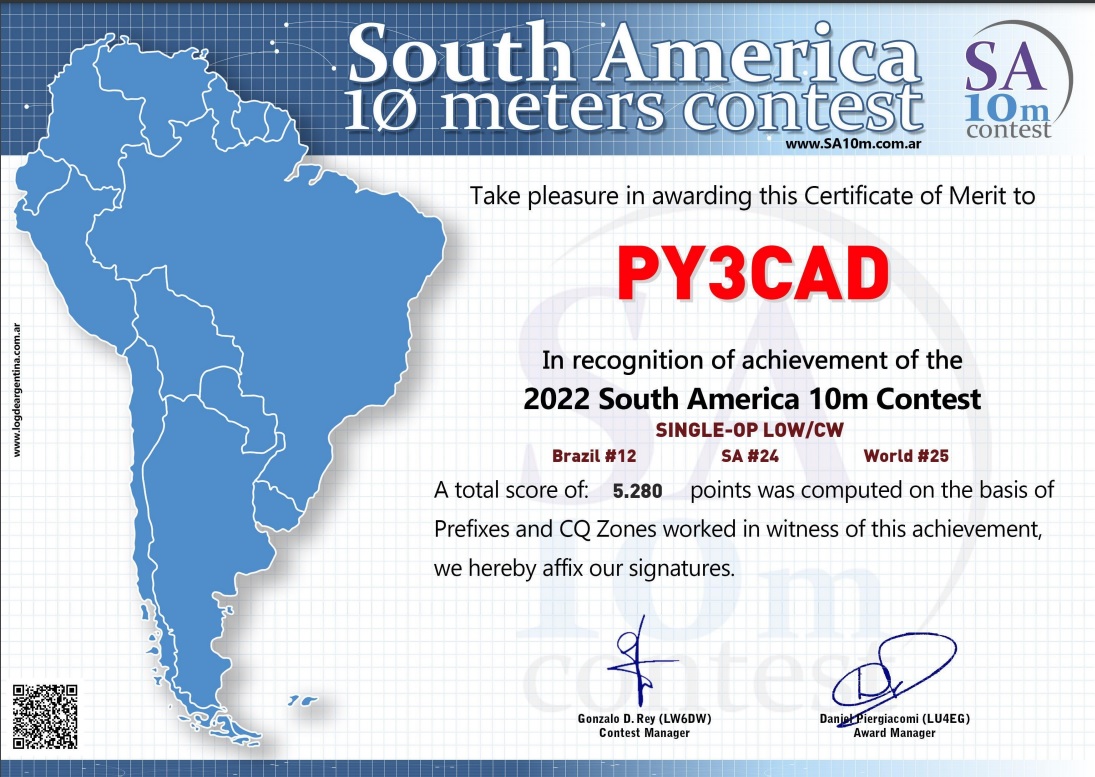 South America
10 meters contest
www.SA10m.com.ar
SA
10m
contest
Take pleasure in awarding this Certificate of Merit to
PY3CAD
In recognition of achievement of the
2022 South America 10m Contest
SINGLE-OP LOW/CW
Brazil #12 SA #24 World #25
A total score of: 5.280 points was computed on the basis of
Prefixes and CQ Zones worked in witness of this achievement,
we hereby affix our signatures.
Gonzalo D. Rey (LW6DW)
Contest Manager
Daniel Piergiacomi (LU4EG)
Award Manager
www.logdeargentina.com.ar
SA
10m
contest